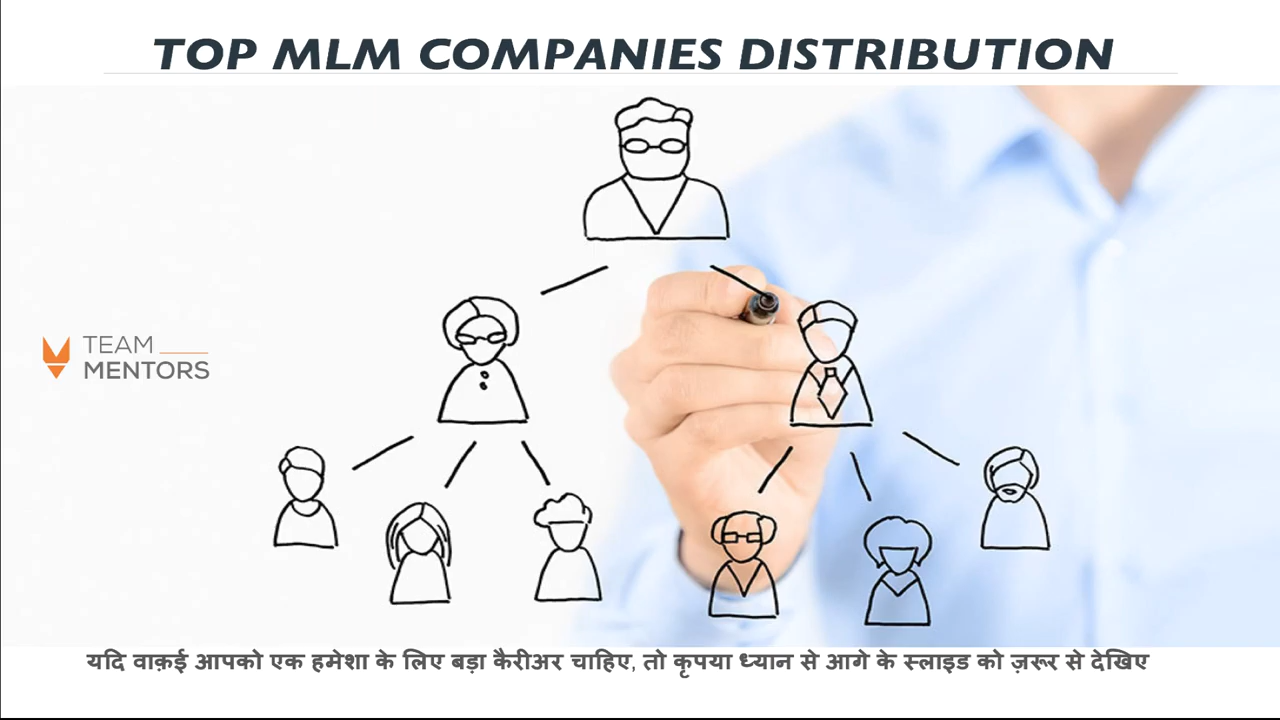 TOP MLM COMPANIES DISTRIBUTION
TEAM
MENTORS
यदि वाक़ई आपको एक हमेशा के लिए बड़ा कैरीअर चाहिए, तो कृपया ध्यान से आगे के स्लाइड को ज़रूर से देखिए